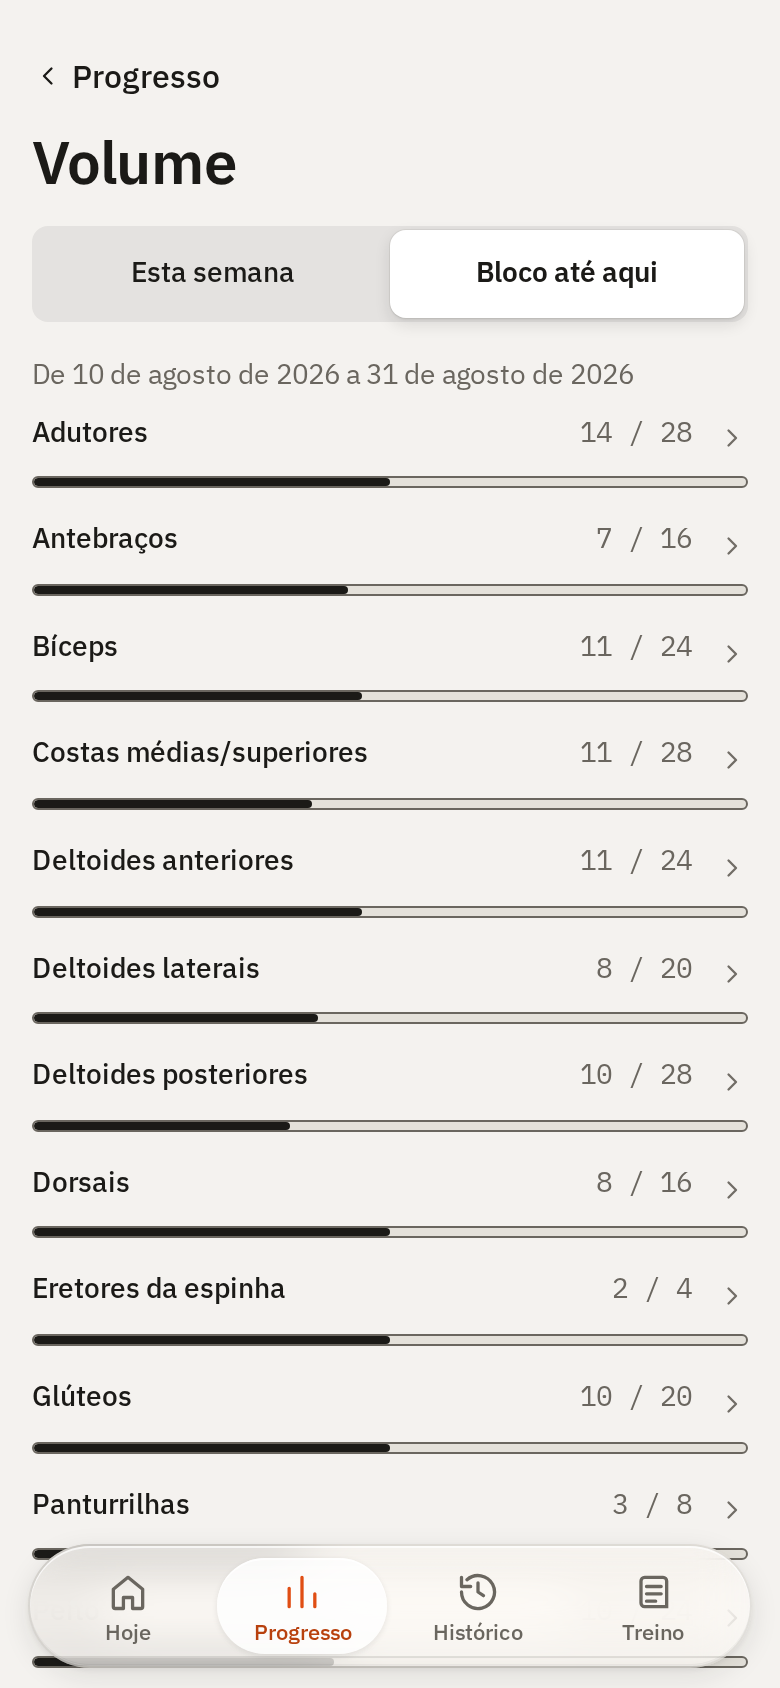 Progresso
Volume
Esta semana
Bloco até aqui
De 10 de agosto de 2026 a 31 de agosto de 2026
Adutores 14 / 28
Antebraços 7 / 16
Bíceps 11 / 24
Costas médias/superiores 11 / 28
Deltoides anteriores 11 / 24
Deltoides laterais 8 / 20
Deltoides posteriores 10 / 28
Dorsais 8 / 16
Eretores da espinha 2 / 4
Glúteos 10 / 20
Panturrilhas 3 / 8
Hoje
Progresso
Histórico
Treino